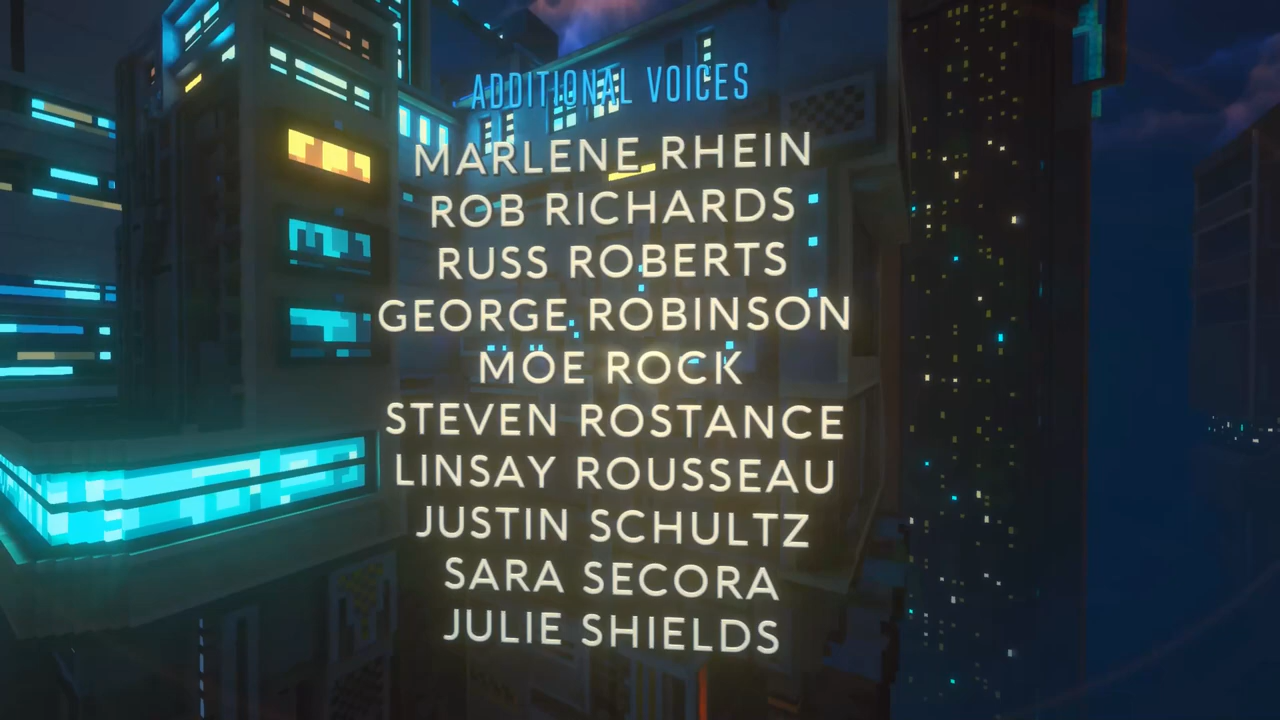 ADDITIONAL VOICES
MARLENE RHEIN
ROB RICHARDS
RUSS ROBERTS
GEORGE ROBINSON
MOE ROCK
STEVEN ROSTANCE
LINSAY ROUSSEAU
JUSTIN SCHULTZ
SARA SECORA
JULIE SHIELDS